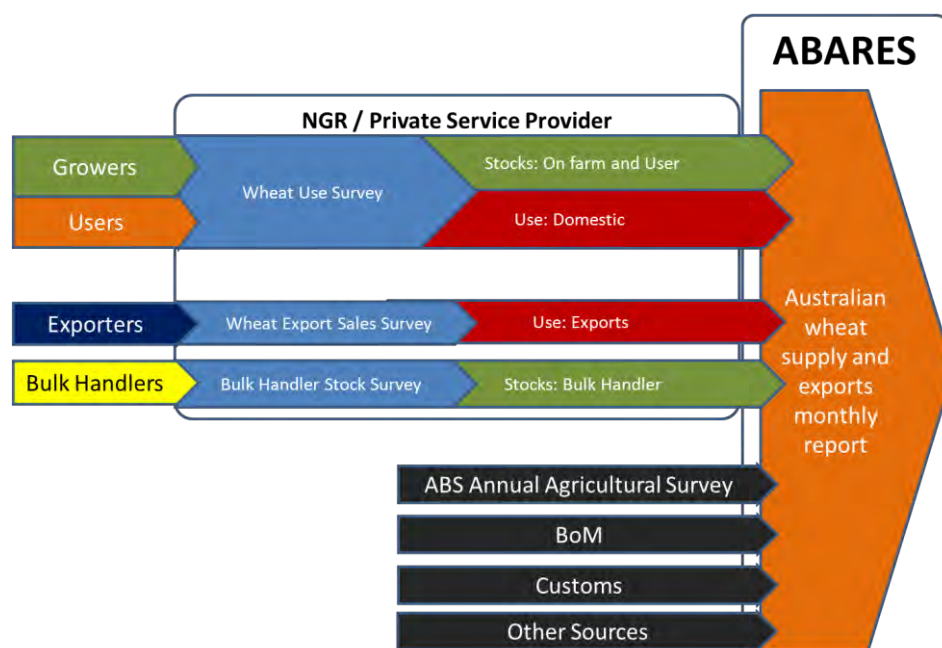 ABARES
NGR / Private Service Provider
Growers
Users
Wheat Use Survey
Stocks: On farm and User
Use: Domestic
Exporters
Wheat Export Sales Survey
Use: Exports
Bulk Handlers
Bulk Handler Stock Survey
Stocks: Bulk Handler
Australian
wheat
supply and
exports
monthly
report
ABS Annual Agricultural Survey
BoM
Customs
Other Sources